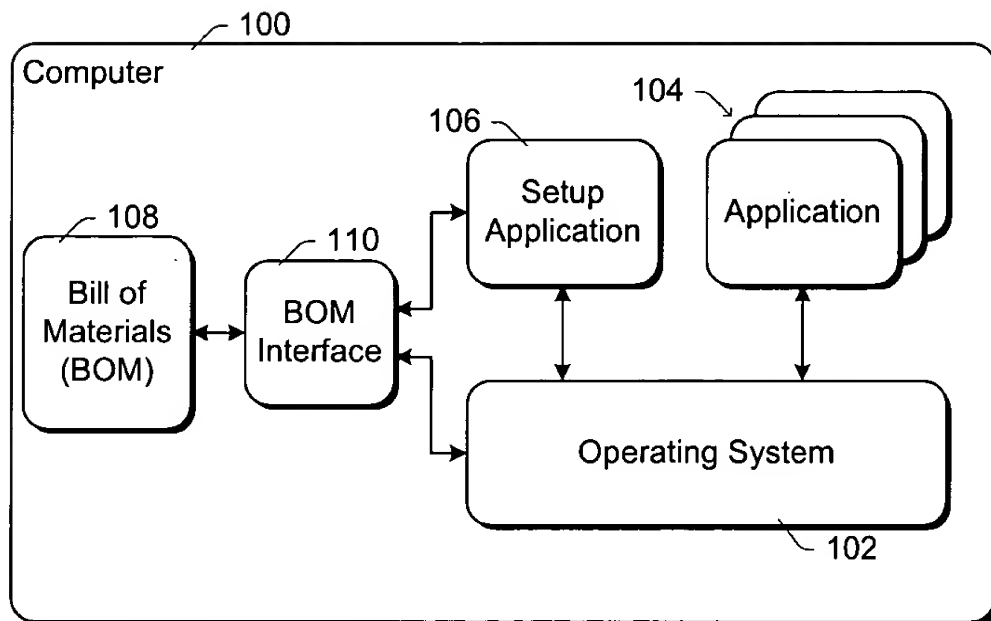 100
Computer
104
106
Setup
Application
Application
108
110
Bill of
Materials
(BOM)
BOM
Interface
Operating System
102